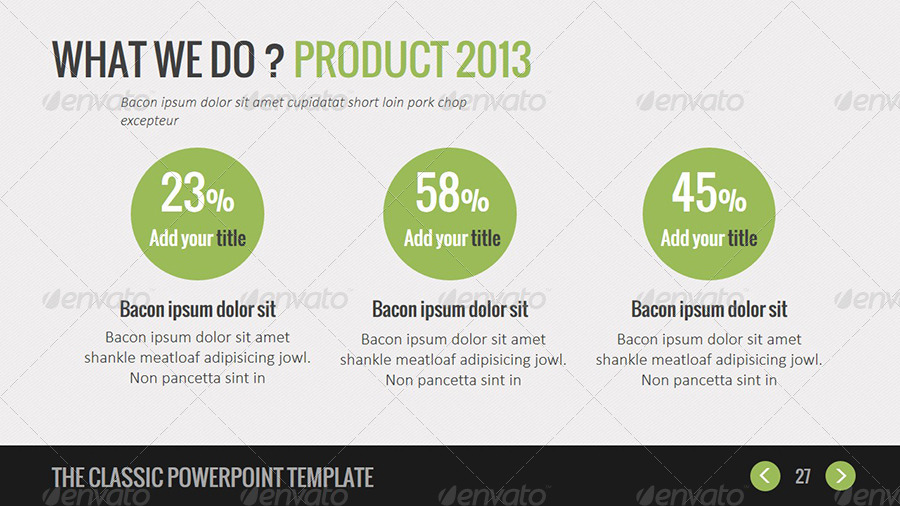 WHAT WE DO ? PRODUCT 2013
Bacon ipsum dolor sit amet cupidatat short loin pork chop
excepteur
23%
Add your title
58%
Add your title
45%
Add your title
Bacon ipsum dolor sit
Bacon ipsum dolor sit amet
shankle meatloaf adipisicing jowl.
Non pancetta sint in
Bacon ipsum dolor sit
Bacon ipsum dolor sit amet
shankle meatloaf adipisicing jowl.
Non pancetta sint in
Bacon ipsum dolor sit
Bacon ipsum dolor sit amet
shankle meatloaf adipisicing jowl.
Non pancetta sint in
THE CLASSIC POWERPOINT TEMPLATE
27
envato